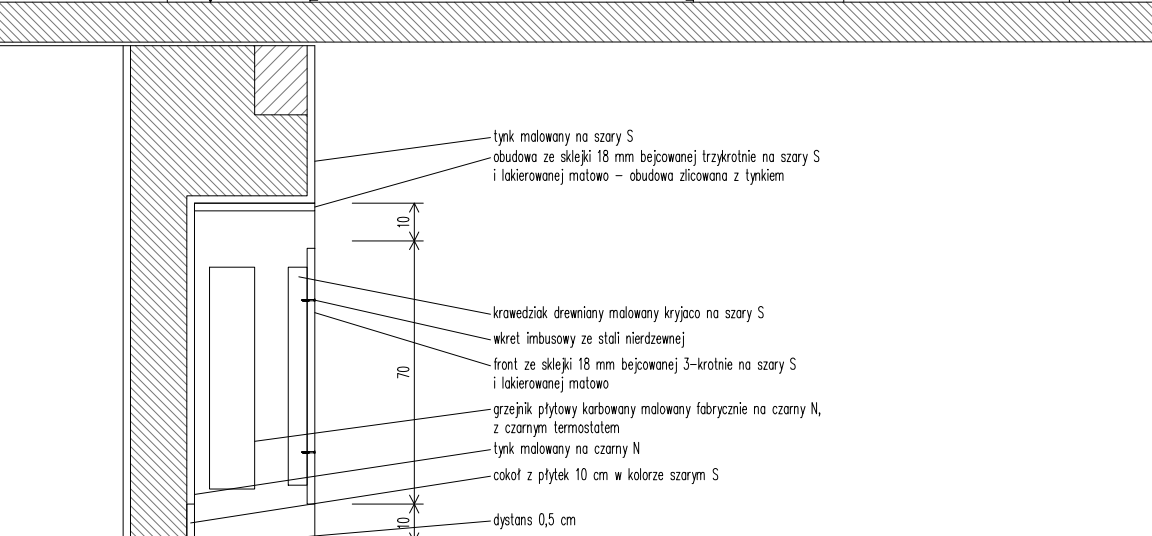 tynk malowany na szary S
obudowa ze sklejki 18 mm bejcowanej trzykrotnie na szary S
i lakierowanej matowo – obudowa zlicowana z tynkiem
10
krawedziak drewniany malowany kryjaco na szary S
wkret imbusowy ze stali nierdzewnej
front ze sklejki 18 mm bejcowanej 3-krotnie na szary S
70
i lakierowanej matowo
grzejnik płytowy karbowany malowany fabrycznie na czarny N,
z czarnym termostatem
tynk malowany na czarny N
cokoł z płytek 10 cm w kolorze szarym S
dystans 0,5 cm
10